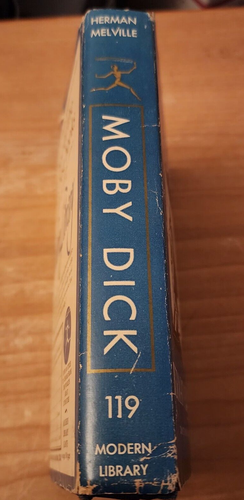 HERMAN
MELVILLE
MOBY DICK
119
MODERN
LIBRARY